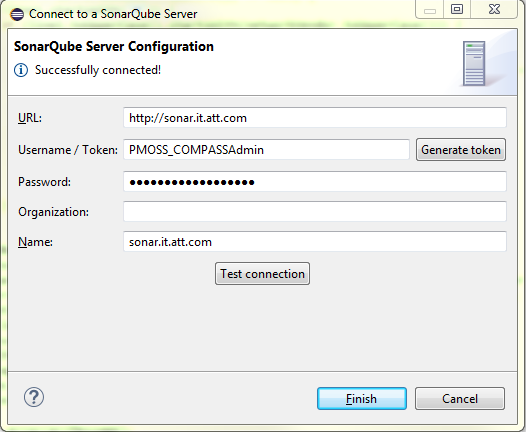 Connect to a SonarQube Server
SonarQube Server Configuration
Successfully connected!
URL: http://sonar.it.att.com
Username / Token: PMOSS_COMPASSAdmin Generate token
Password: ●●●●●●●●●●●●●●●●●●
Organization:
Name: sonar.it.att.com
Test connection
? Finish Cancel